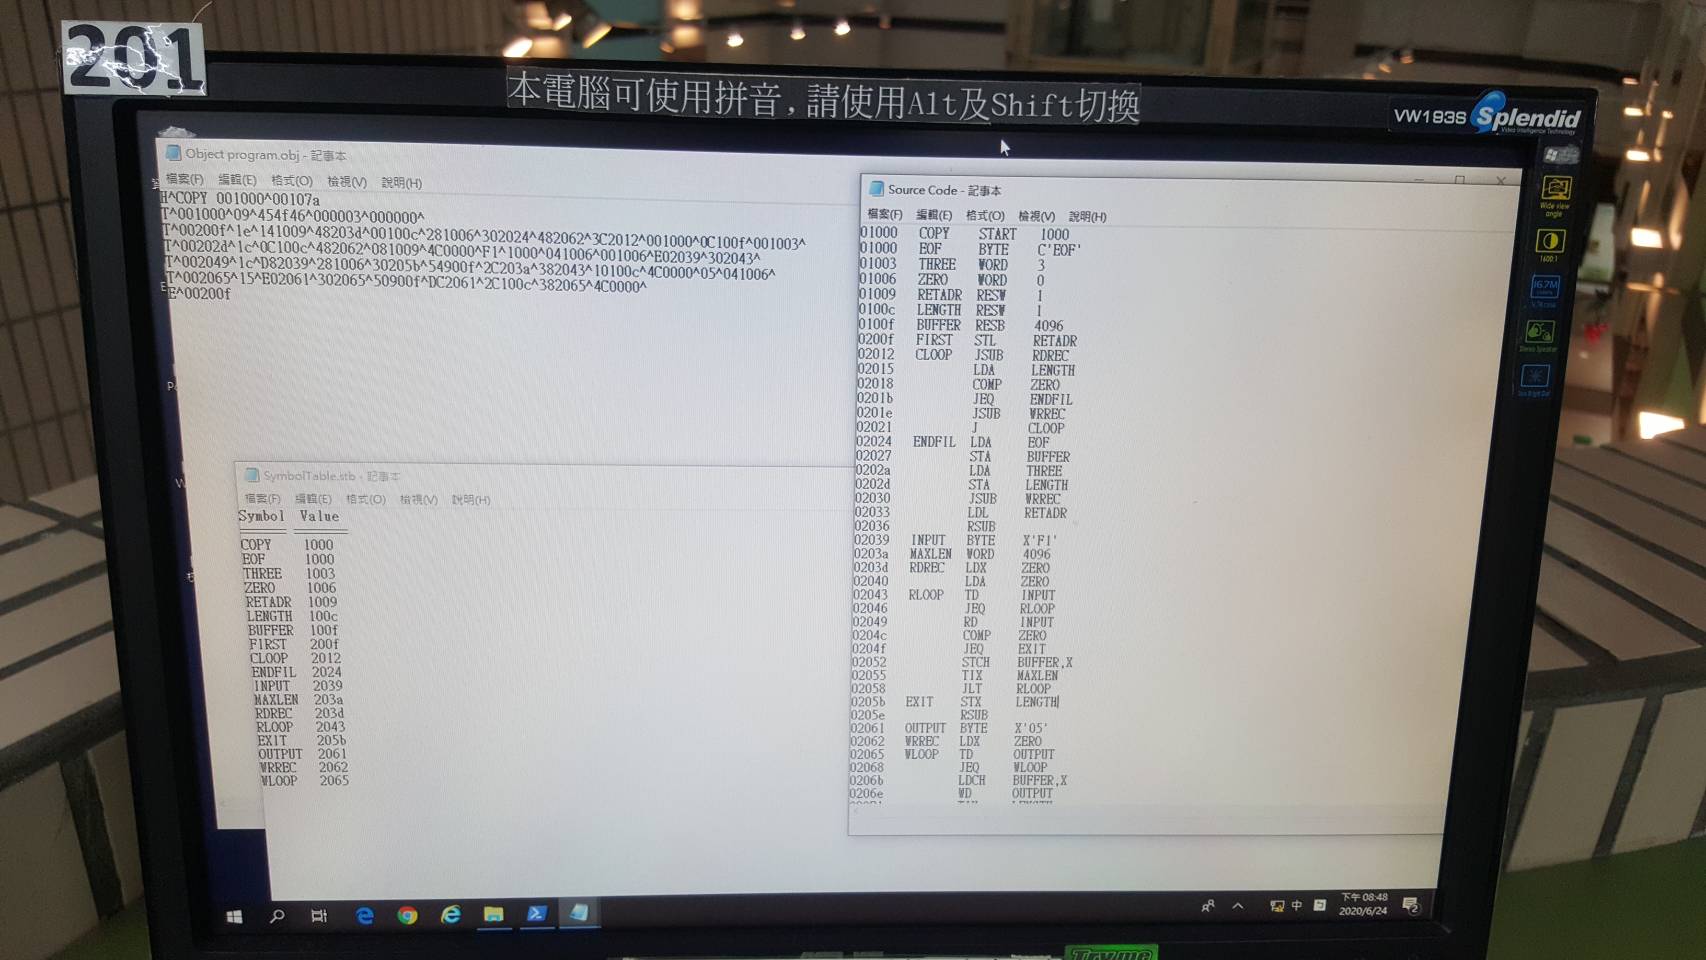 201
本電腦可使用拼音,請使用Alt及Shift切換
VW193S Splendid
Video Intelligence Technology
Object program.obj - 記事本
檔案(F) 編輯(E) 格式(O) 檢視(V) 說明(H)
H^COPY 001000^00107a
T^001000^09^454f46^000003^000000^
T^00200f^1e^141009^48203d^00100c^281006^302024^482062^3C2012^001000^0C100f^001003^
T^00202d^1c^0C100c^482062^081009^4C0000^F1^1000^041006^001006^E02039^302043^
T^002049^1c^D82039^281006^30205b^54900f^2C203a^382043^10100c^4C0000^05^041006^
T^002065^15^E02061^302065^50900f^DC2061^2C100c^382065^4C0000^
E^00200f
SymbolTable.stb - 記事本
檔案(F) 編輯(E) 格式(O) 檢視(V) 說明(H)
Symbol Value
COPY 1000
EOF 1000
THREE 1003
ZERO 1006
RETADR 1009
LENGTH 100c
BUFFER 100f
FIRST 200f
CLOOP 2012
ENDFIL 2024
INPUT 2039
MAXLEN 203a
RDREC 203d
RLOOP 2043
EXIT 205b
OUTPUT 2061
WRREC 2062
WLOOP 2065
Source Code - 記事本
檔案(F) 編輯(E) 格式(O) 檢視(V) 說明(H)
01000 COPY START 1000
01000 EOF BYTE C'EOF'
01003 THREE WORD 3
01006 ZERO WORD 0
01009 RETADR RESW 1
0100c LENGTH RESW 1
0100f BUFFER RESB 4096
0200f FIRST STL RETADR
02012 CLOOP JSUB RDREC
02015 LDA LENGTH
02018 COMP ZERO
0201b JEQ ENDFIL
0201e JSUB WRREC
02021 J CLOOP
02024 ENDFIL LDA EOF
02027 STA BUFFER
0202a LDA THREE
0202d STA LENGTH
02030 JSUB WRREC
02033 LDL RETADR
02036 RSUB
02039 INPUT BYTE X'F1'
0203a MAXLEN WORD 4096
0203d RDREC LDX ZERO
02040 LDA ZERO
02043 RLOOP TD INPUT
02046 JEQ RLOOP
02049 RD INPUT
0204c COMP ZERO
0204f JEQ EXIT
02052 STCH BUFFER,X
02055 TIX MAXLEN
02058 JLT RLOOP
0205b EXIT STX LENGTH
0205e RSUB
02061 OUTPUT BYTE X'05'
02062 WRREC LDX ZERO
02065 WLOOP TD OUTPUT
02068 JEQ WLOOP
0206b LDCH BUFFER,X
0206e WD OUTPUT
Wide view
angle
1600:1
16.7M
Stereo Speaker
中
下午 08:48
2020/6/24
2